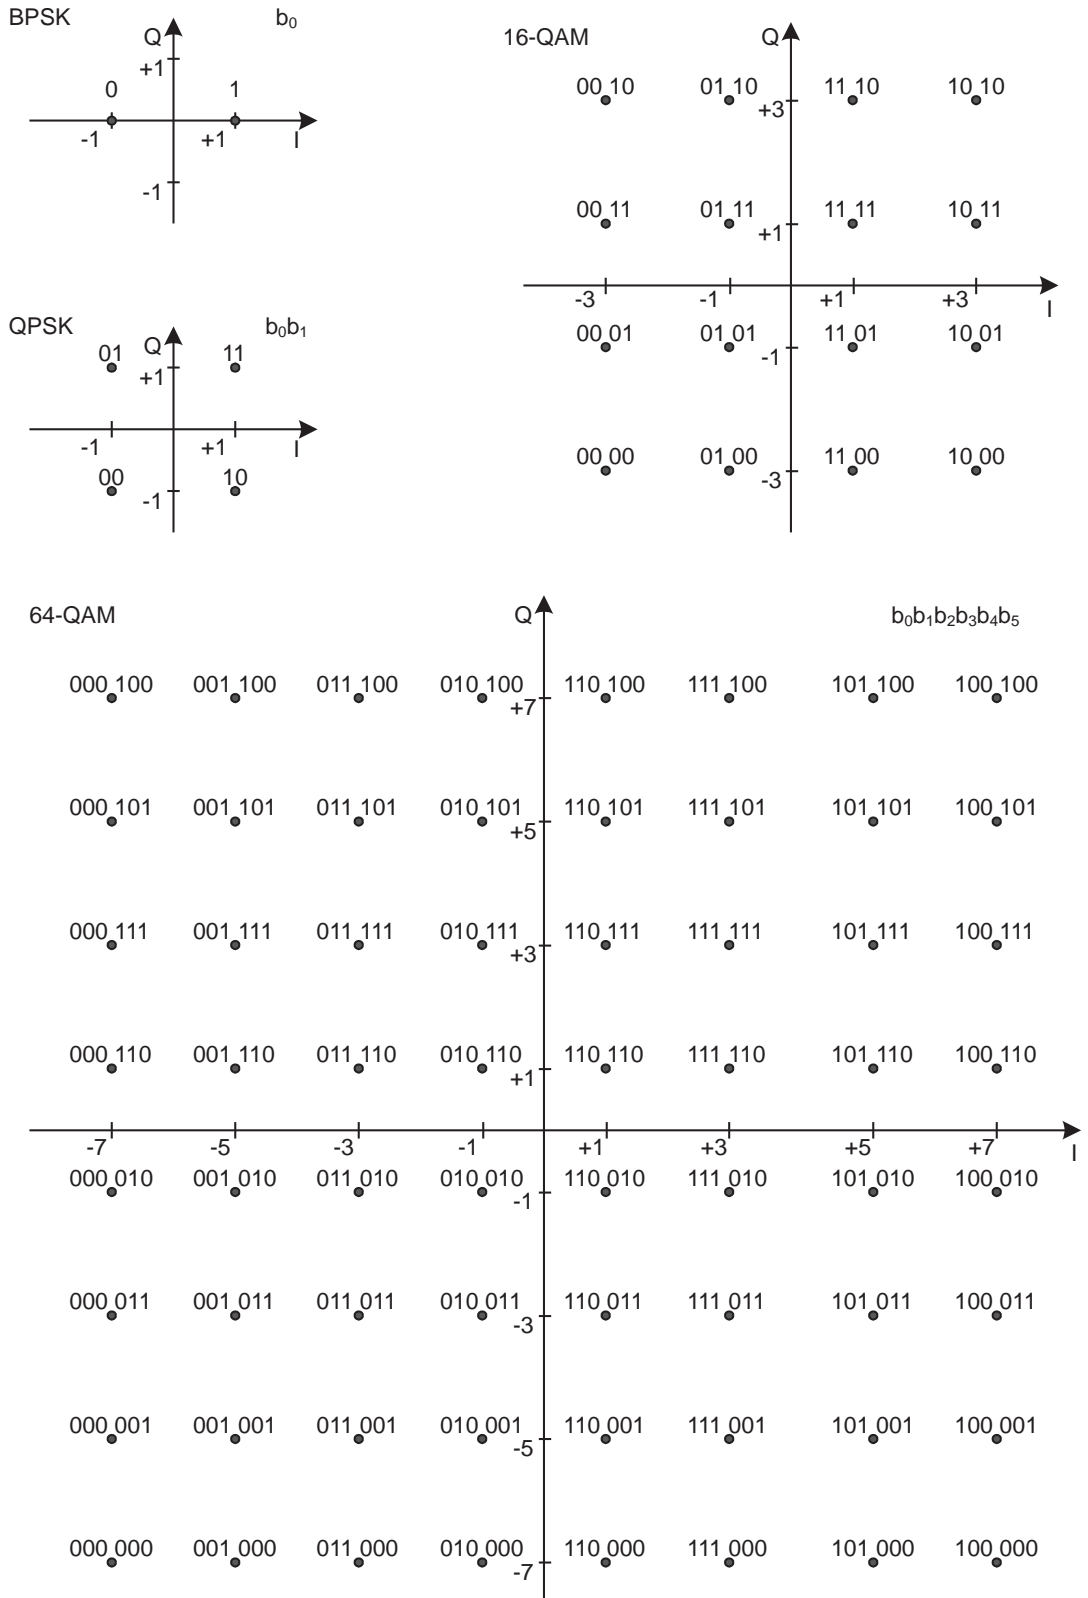 BPSK b₀
Q
+1
0 1
-1 +1 I
-1
QPSK b₀b₁
Q
01 11
+1
-1 +1 I
00 10
-1
16-QAM Q
00 10 01 10 11 10 10 10
+3
00 11 01 11 11 11 10 11
+1
-3 -1 +1 +3 I
00 01 01 01 11 01 10 01
-1
00 00 01 00 11 00 10 00
-3
64-QAM Q b₀b₁b₂b₃b₄b₅
000 100 001 100 011 100 010 100 110 100 111 100 101 100 100 100
+7
000 101 001 101 011 101 010 101 110 101 111 101 101 101 100 101
+5
000 111 001 111 011 111 010 111 110 111 111 111 101 111 100 111
+3
000 110 001 110 011 110 010 110 110 110 111 110 101 110 100 110
+1
-7 -5 -3 -1 +1 +3 +5 +7 I
000 010 001 010 011 010 010 010 110 010 111 010 101 010 100 010
-1
000 011 001 011 011 011 010 011 110 011 111 011 101 011 100 011
-3
000 001 001 001 011 001 010 001 110 001 111 001 101 001 100 001
-5
000 000 001 000 011 000 010 000 110 000 111 000 101 000 100 000
-7